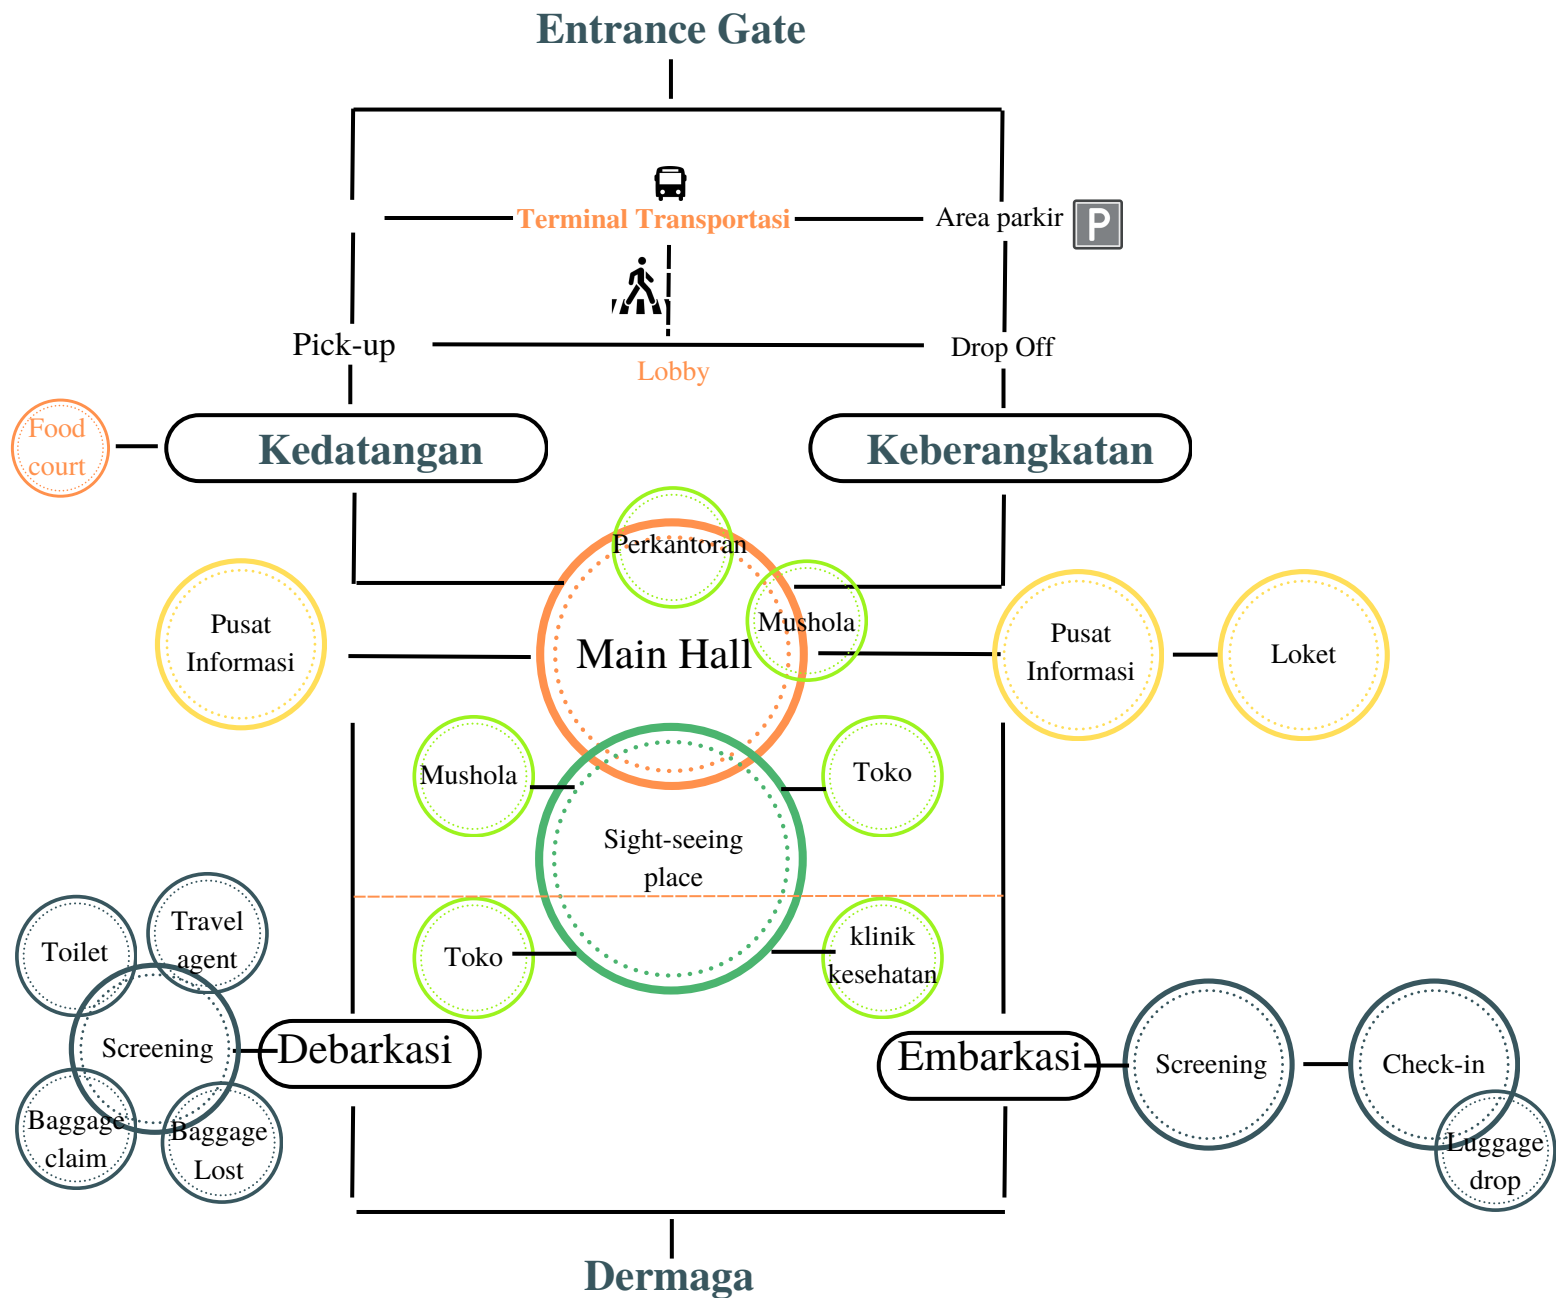 Entrance Gate
Terminal Transportasi
Area parkir
P
Pick-up
Drop Off
Lobby
Food
court
Kedatangan
Keberangkatan
Perkantoran
Mushola
Pusat
Informasi
Main Hall
Pusat
Informasi
Loket
Mushola
Toko
Sight-seeing
place
Toilet
Travel
agent
Toko
klinik
kesehatan
Screening
Debarkasi
Embarkasi
Screening
Check-in
Baggage
claim
Baggage
Lost
Luggage
drop
Dermaga